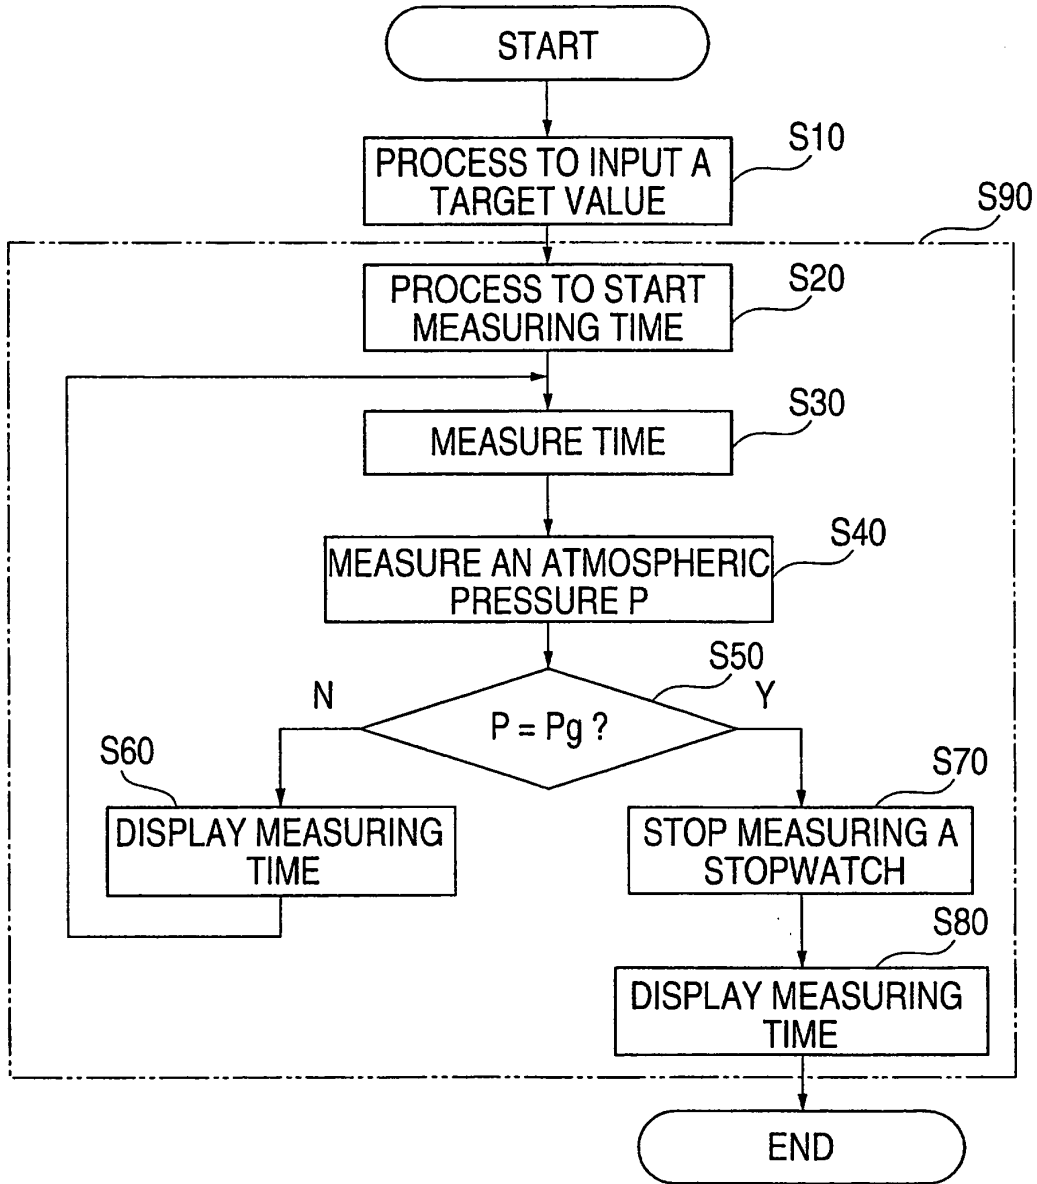 START
S10
PROCESS TO INPUT A
TARGET VALUE
S90
S20
PROCESS TO START
MEASURING TIME
S30
MEASURE TIME
S40
MEASURE AN ATMOSPHERIC
PRESSURE P
S50
N
Y
P = Pg ?
S60
DISPLAY MEASURING
TIME
S70
STOP MEASURING A
STOPWATCH
S80
DISPLAY MEASURING
TIME
END